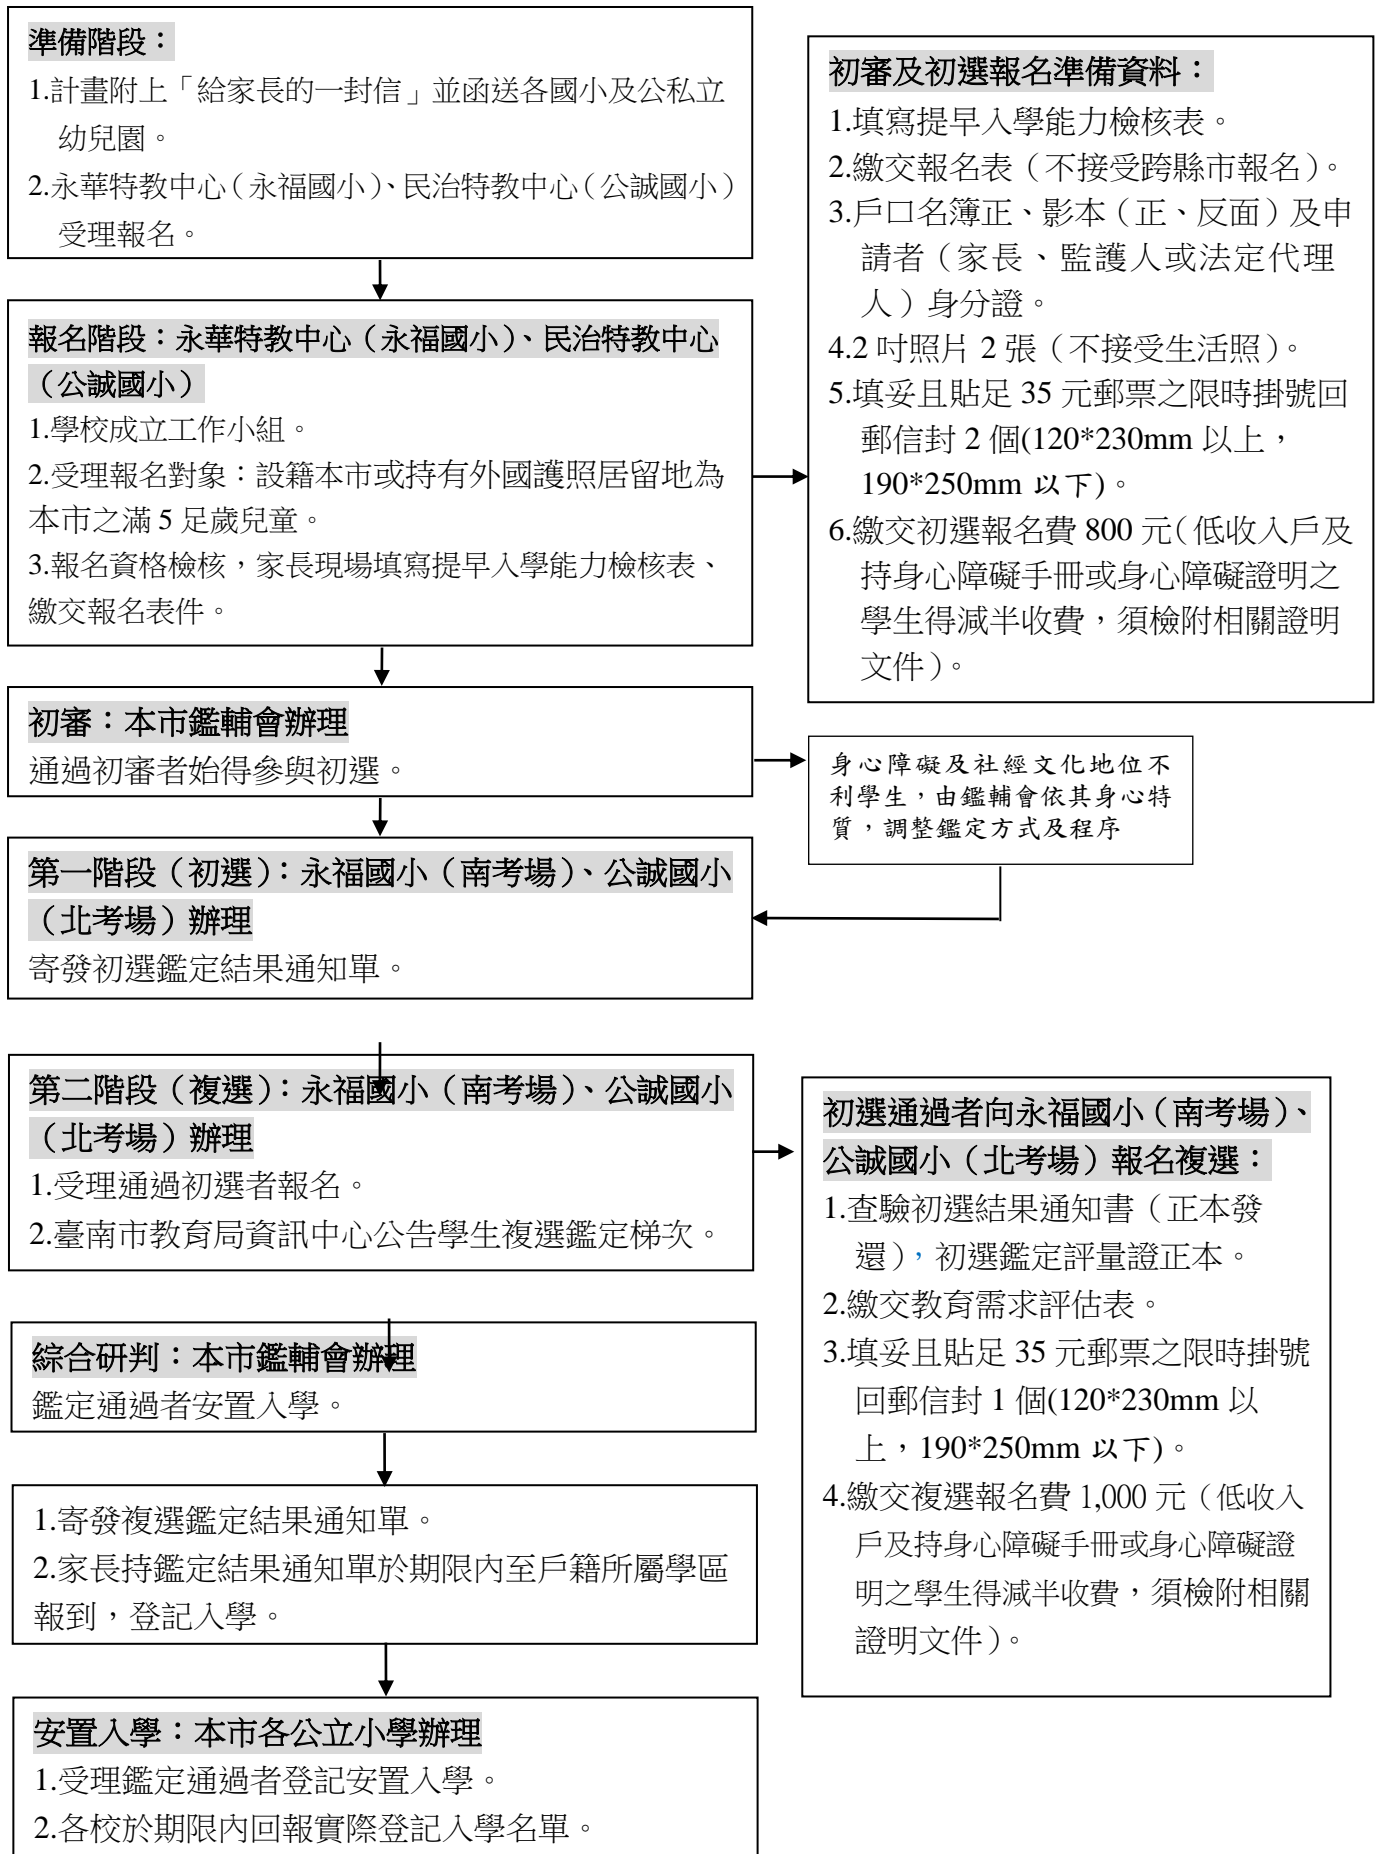 準備階段：
1.計畫附上「給家長的一封信」並函送各國小及公私立
幼兒園。
2.永華特教中心（永福國小）、民治特教中心（公誠國小）
受理報名。
報名階段：永華特教中心（永福國小）、民治特教中心
（公誠國小）
1.學校成立工作小組。
2.受理報名對象：設籍本市或持有外國護照居留地為
本市之滿 5 足歲兒童。
3.報名資格檢核，家長現場填寫提早入學能力檢核表、
繳交報名表件。
初審及初選報名準備資料：
1.填寫提早入學能力檢核表。
2.繳交報名表（不接受跨縣市報名）。
3.戶口名簿正、影本（正、反面）及申
請者（家長、監護人或法定代理
人）身分證。
4.2 吋照片 2 張（不接受生活照）。
5.填妥且貼足 35 元郵票之限時掛號回
郵信封 2 個(120*230mm 以上，
190*250mm 以下)。
6.繳交初選報名費 800 元（低收入戶及
持身心障礙手冊或身心障礙證明之
學生得減半收費，須檢附相關證明
文件）。
初審：本市鑑輔會辦理
通過初審者始得參與初選。
身心障礙及社經文化地位不
利學生，由鑑輔會依其身心特
質，調整鑑定方式及程序
第一階段（初選）：永福國小（南考場）、公誠國小
（北考場）辦理
寄發初選鑑定結果通知單。
第二階段（複選）：永福國小（南考場）、公誠國小
（北考場）辦理
1.受理通過初選者報名。
2.臺南市教育局資訊中心公告學生複選鑑定梯次。
初選通過者向永福國小（南考場）、
公誠國小（北考場）報名複選：
1.查驗初選結果通知書（正本發
還），初選鑑定評量證正本。
2.繳交教育需求評估表。
3.填妥且貼足 35 元郵票之限時掛號
回郵信封 1 個(120*230mm 以
上，190*250mm 以下)。
4.繳交複選報名費 1,000 元（低收入
戶及持身心障礙手冊或身心障礙證
明之學生得減半收費，須檢附相關
證明文件）。
綜合研判：本市鑑輔會辦理
鑑定通過者安置入學。
1.寄發複選鑑定結果通知單。
2.家長持鑑定結果通知單於期限內至戶籍所屬學區
報到，登記入學。
安置入學：本市各公立小學辦理
1.受理鑑定通過者登記安置入學。
2.各校於期限內回報實際登記入學名單。